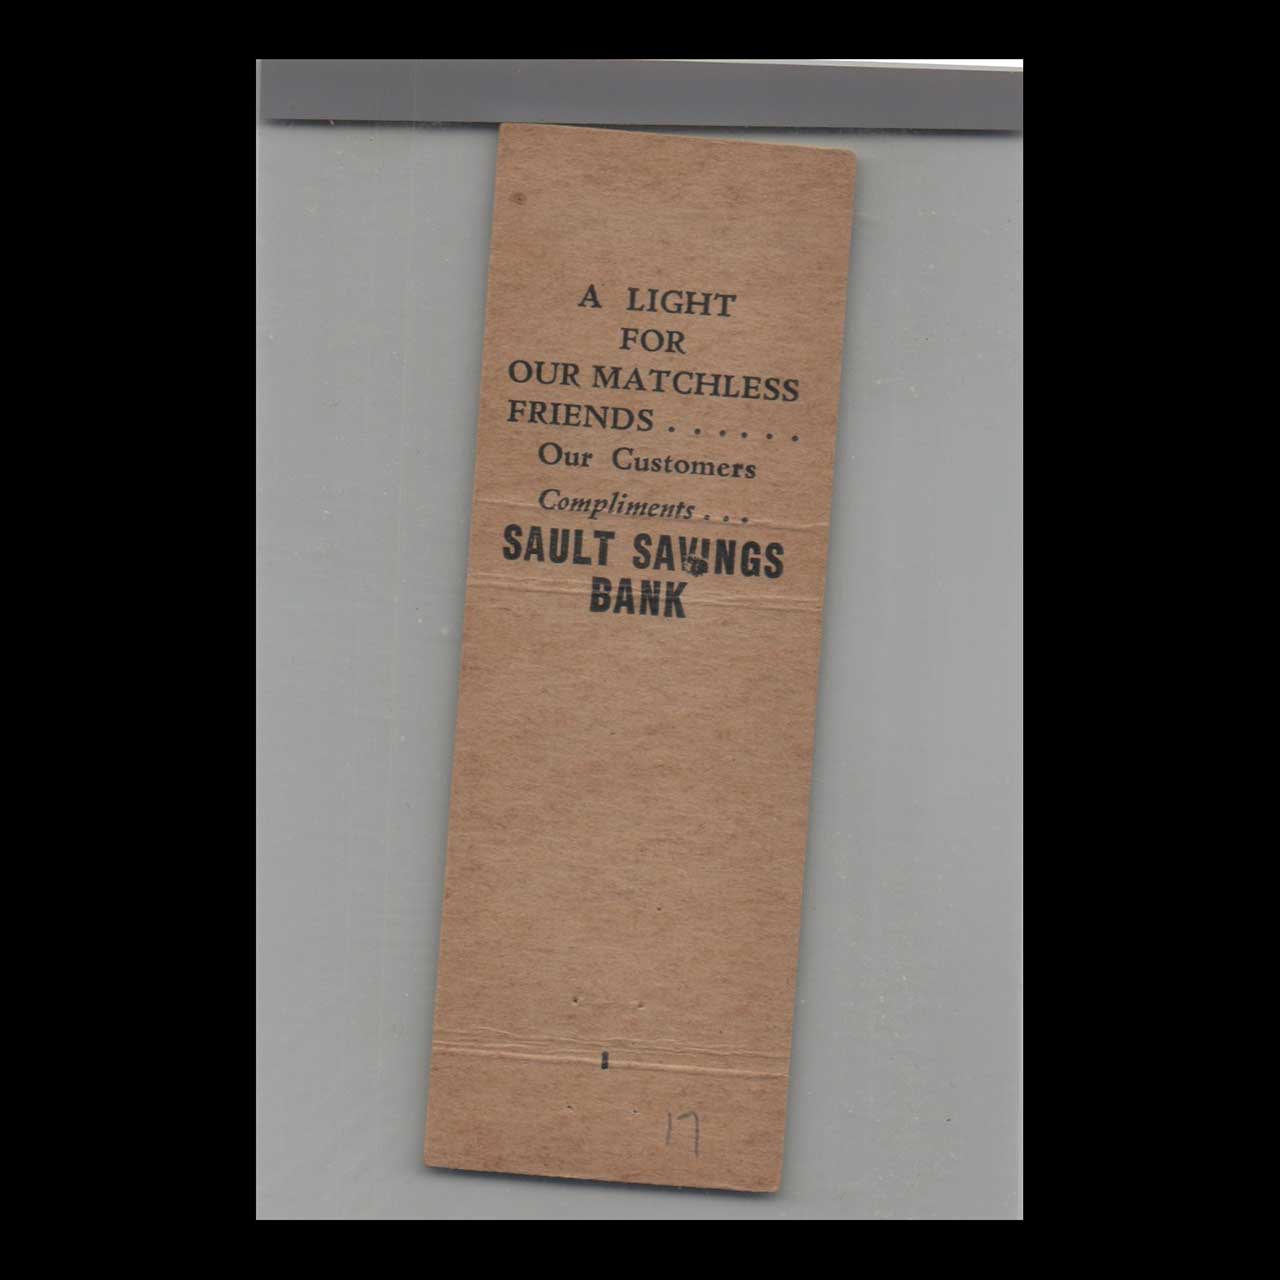 A LIGHT
FOR
OUR MATCHLESS
FRIENDS . . . . . .
Our Customers
Compliments . . .
SAULT SAVINGS
BANK
17